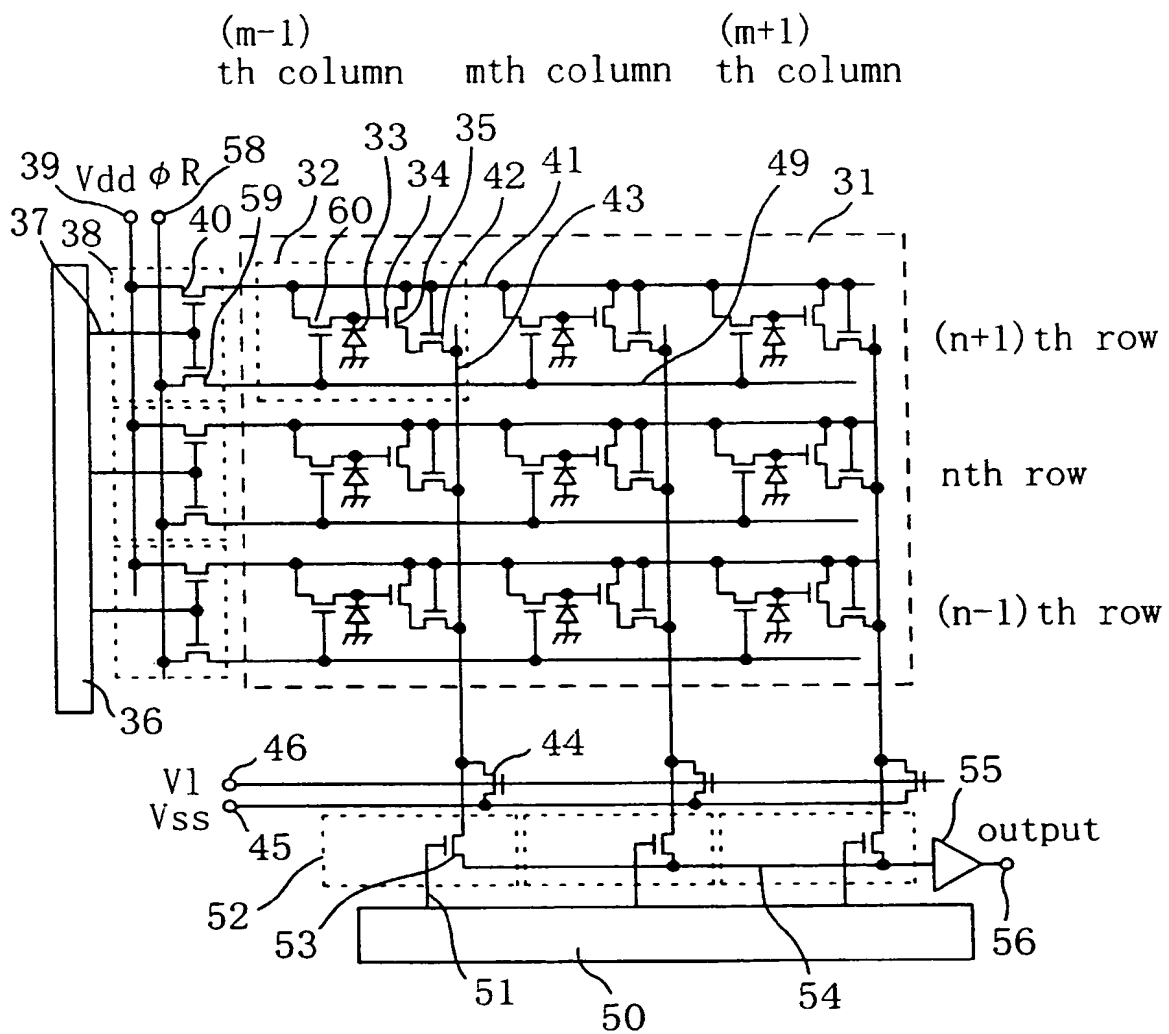 (m-1)
th column
mth column
(m+1)
th column
39
Vdd
φR
58
38
40
59
32
60
33
34
35
41
42
43
49
31
37
(n+1)th row
nth row
(n-1)th row
36
46
Vl
Vss
45
44
55
output
52
53
51
50
54
56